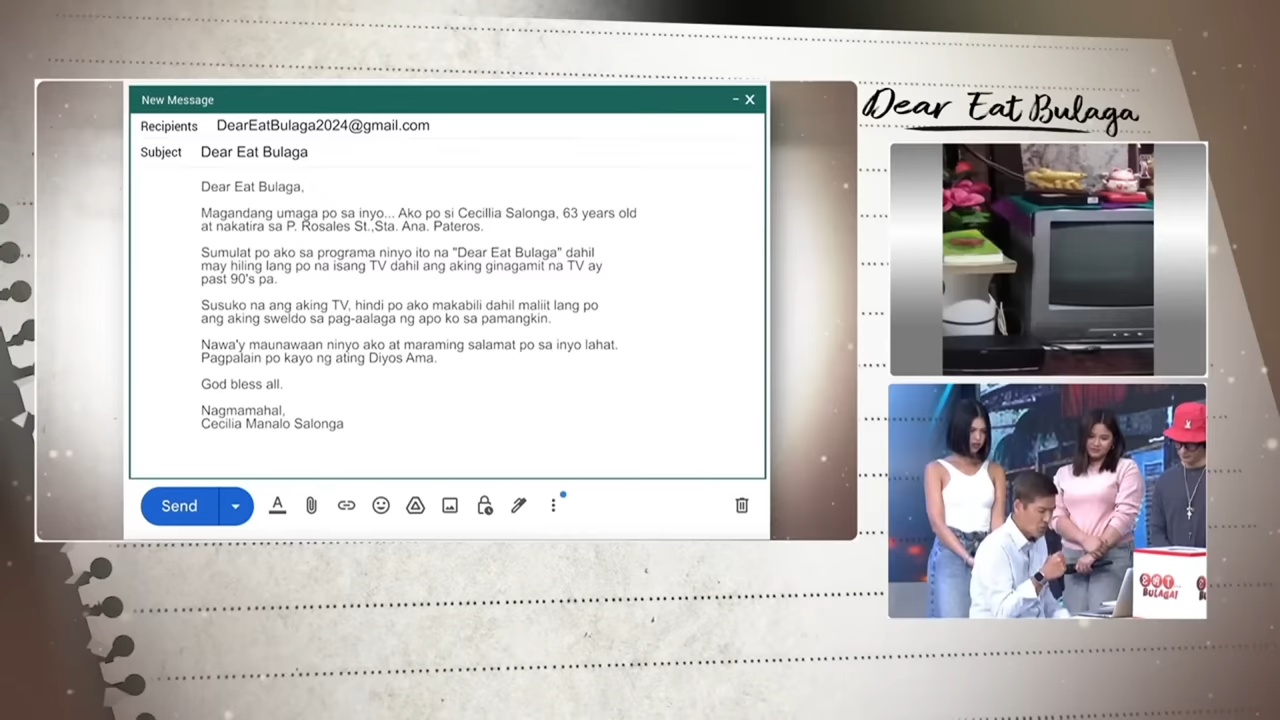 New Message
Recipients DearEatBulaga2024@gmail.com
Subject Dear Eat Bulaga
Dear Eat Bulaga,
Magandang umaga po sa inyo... Ako po si Cecillia Salonga, 63 years old
at nakatira sa P. Rosales St.,Sta. Ana. Pateros.
Sumulat po ako sa programa ninyo ito na "Dear Eat Bulaga" dahil
may hiling lang po na isang TV dahil ang aking ginagamit na TV ay
past 90's pa.
Susuko na ang aking TV, hindi po ako makabili dahil maliit lang po
ang aking sweldo sa pag-aalaga ng apo ko sa pamangkin.
Nawa'y maunawaan ninyo ako at maraming salamat po sa inyo lahat.
Pagpalain po kayo ng ating Diyos Ama.
God bless all.
Nagmamahal,
Cecilia Manalo Salonga
Send
Dear Eat Bulaga
EAT
BULAGA!